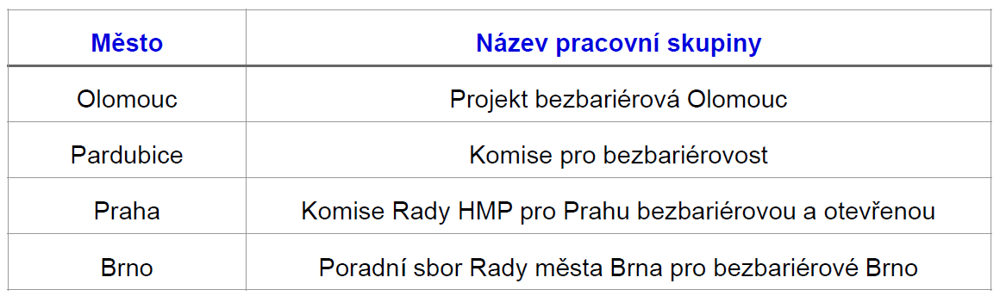 Město Název pracovní skupiny
Olomouc Projekt bezbariérová Olomouc
Pardubice Komise pro bezbariérovost
Praha Komise Rady HMP pro Prahu bezbariérovou a otevřenou
Brno Poradní sbor Rady města Brna pro bezbariérové Brno